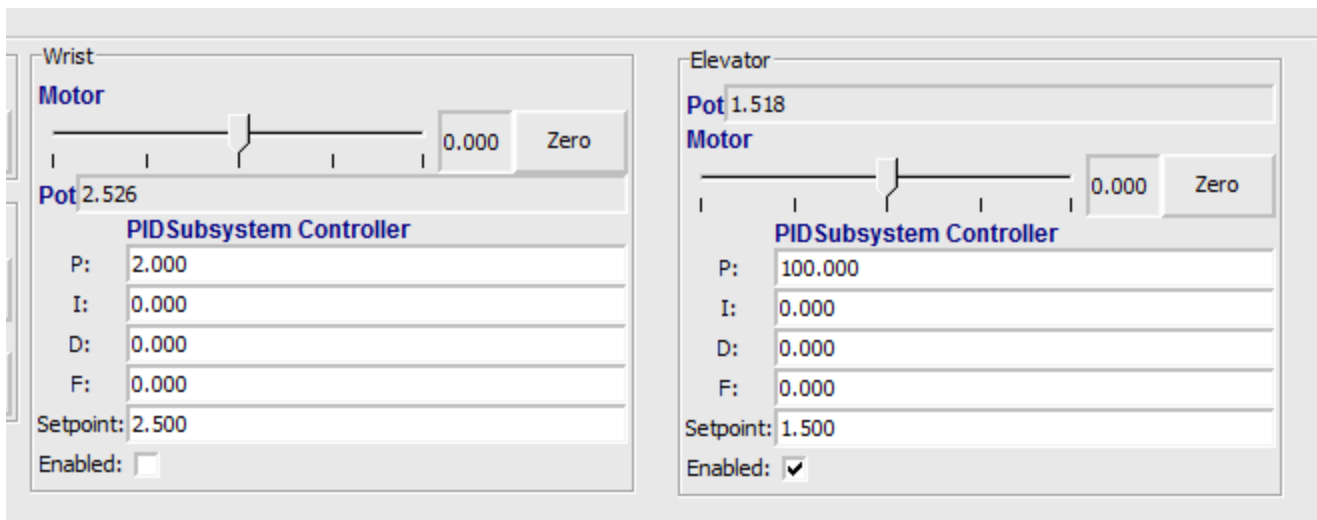 Wrist
Motor
0.000 Zero
Pot 2.526
PIDSubsystem Controller
P: 2.000
I: 0.000
D: 0.000
F: 0.000
Setpoint: 2.500
Enabled:
Elevator
Pot 1.518
Motor
0.000 Zero
PIDSubsystem Controller
P: 100.000
I: 0.000
D: 0.000
F: 0.000
Setpoint: 1.500
Enabled: